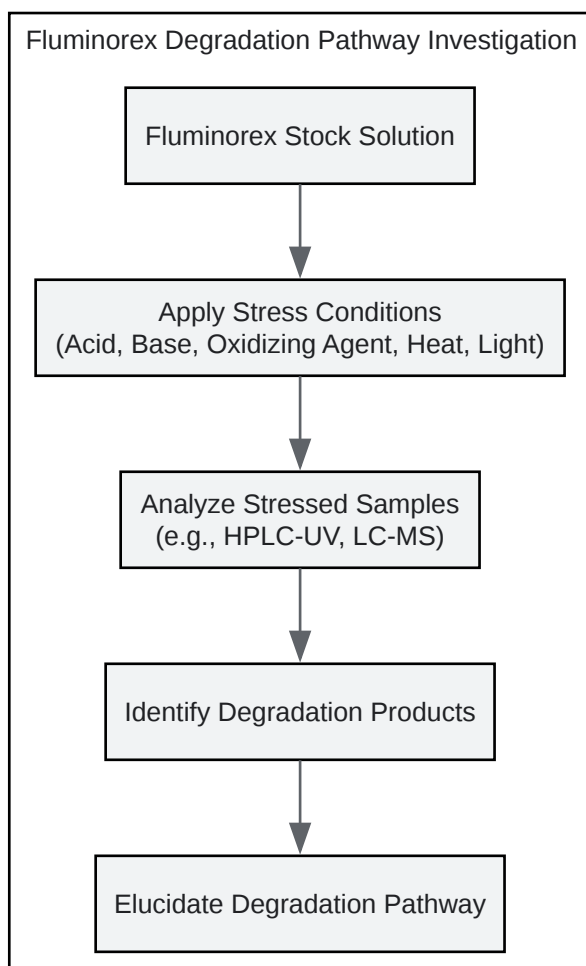 Fluminorex Degradation Pathway Investigation
Fluminorex Stock Solution
Apply Stress Conditions
(Acid, Base, Oxidizing Agent, Heat, Light)
Analyze Stressed Samples
(e.g., HPLC-UV, LC-MS)
Identify Degradation Products
Elucidate Degradation Pathway